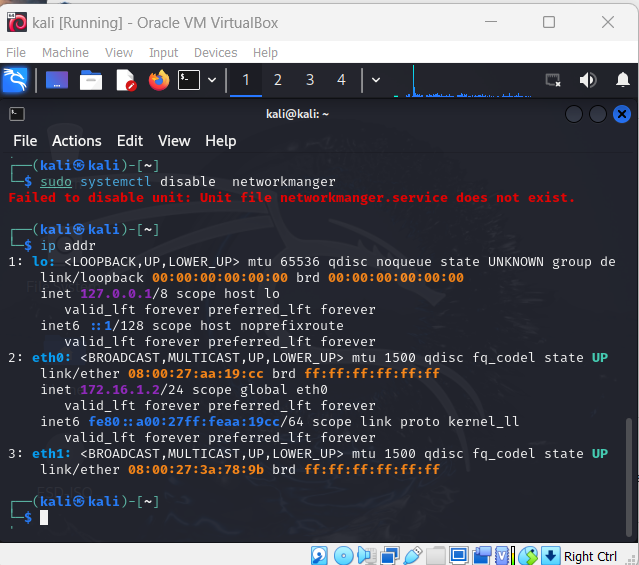 kali [Running] - Oracle VM VirtualBox
File Machine View Input Devices Help
1 2 3 4
kali@kali: ~
File Actions Edit View Help
┌──(kali㉿kali)-[~]
└─$ sudo systemctl disable  networkmanger
Failed to disable unit: Unit file networkmanger.service does not exist.
┌──(kali㉿kali)-[~]
└─$ ip addr
1: lo: <LOOPBACK,UP,LOWER_UP> mtu 65536 qdisc noqueue state UNKNOWN group de
link/loopback 00:00:00:00:00:00 brd 00:00:00:00:00:00
inet 127.0.0.1/8 scope host lo
valid_lft forever preferred_lft forever
inet6 ::1/128 scope host noprefixroute
valid_lft forever preferred_lft forever
2: eth0: <BROADCAST,MULTICAST,UP,LOWER_UP> mtu 1500 qdisc fq_codel state UP
link/ether 08:00:27:aa:19:cc brd ff:ff:ff:ff:ff:ff
inet 172.16.1.2/24 scope global eth0
valid_lft forever preferred_lft forever
inet6 fe80::a00:27ff:feaa:19cc/64 scope link proto kernel_ll
valid_lft forever preferred_lft forever
3: eth1: <BROADCAST,MULTICAST,UP,LOWER_UP> mtu 1500 qdisc fq_codel state UP
link/ether 08:00:27:3a:78:9b brd ff:ff:ff:ff:ff:ff
┌──(kali㉿kali)-[~]
└─$
Right Ctrl